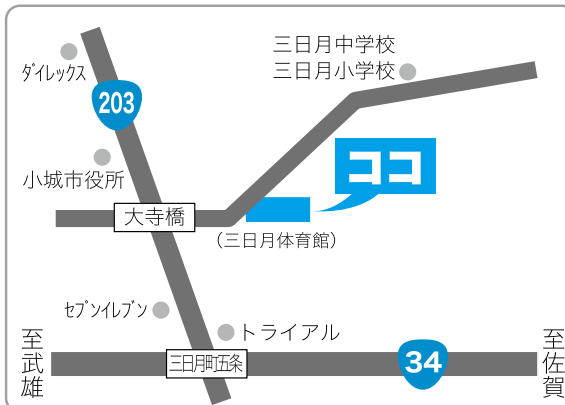 三日月中学校
三日月小学校
ﾀﾞｲﾚｯｸｽ
203
ココ
小城市役所
大寺橋
(三日月体育館)
ｾﾌﾞﾝｲﾚﾌﾞﾝ
トライアル
至武雄
三日月町五条
34
至佐賀